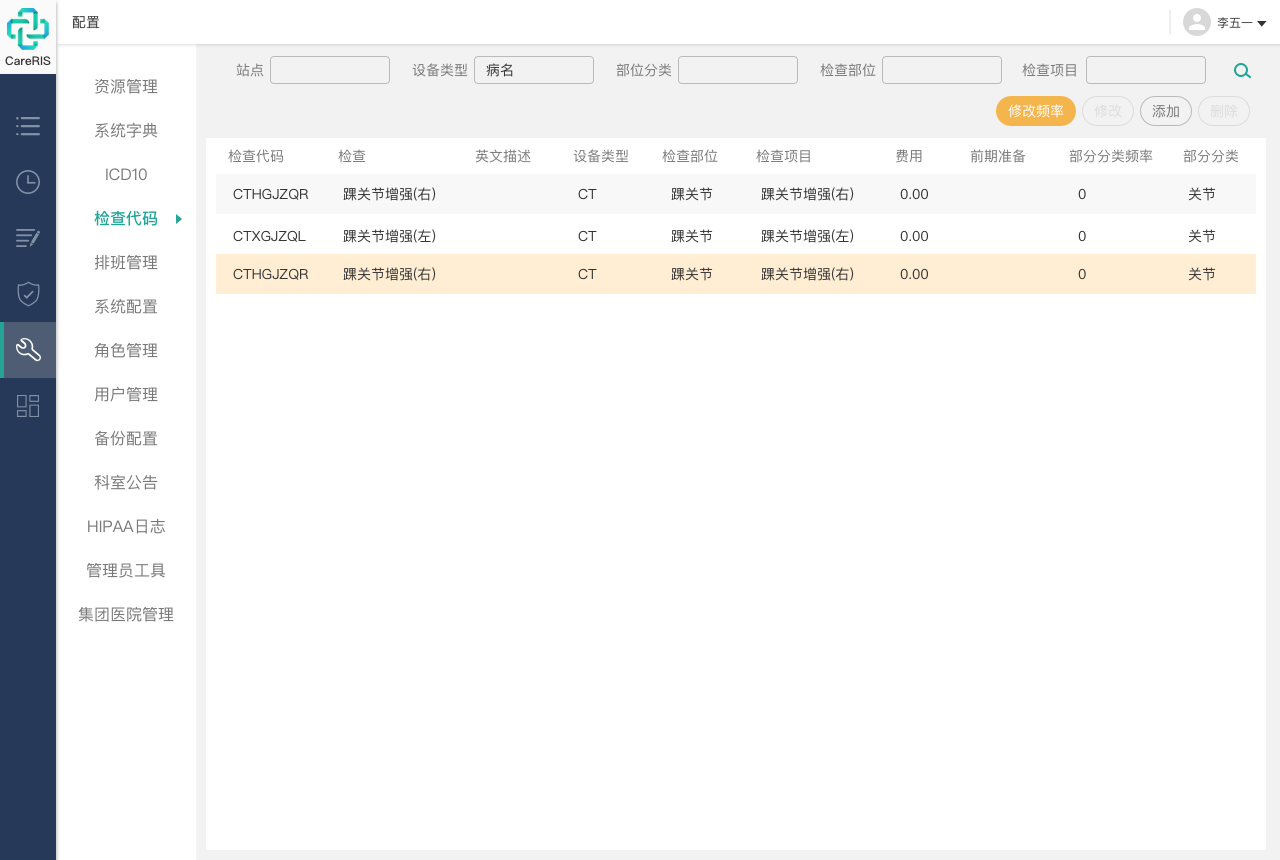 CareRIS
配置
李五一
资源管理
系统字典
ICD10
检查代码
排班管理
系统配置
角色管理
用户管理
备份配置
科室公告
HIPAA日志
管理员工具
集团医院管理
站点 设备类型 病名 部位分类 检查部位 检查项目
修改频率 修改 添加 删除
检查代码 检查 英文描述 设备类型 检查部位 检查项目 费用 前期准备 部分分类频率 部分分类
CTHGJZQR 踝关节增强(右) CT 踝关节 踝关节增强(右) 0.00 0 关节
CTXGJZQL 踝关节增强(左) CT 踝关节 踝关节增强(左) 0.00 0 关节
CTHGJZQR 踝关节增强(右) CT 踝关节 踝关节增强(右) 0.00 0 关节